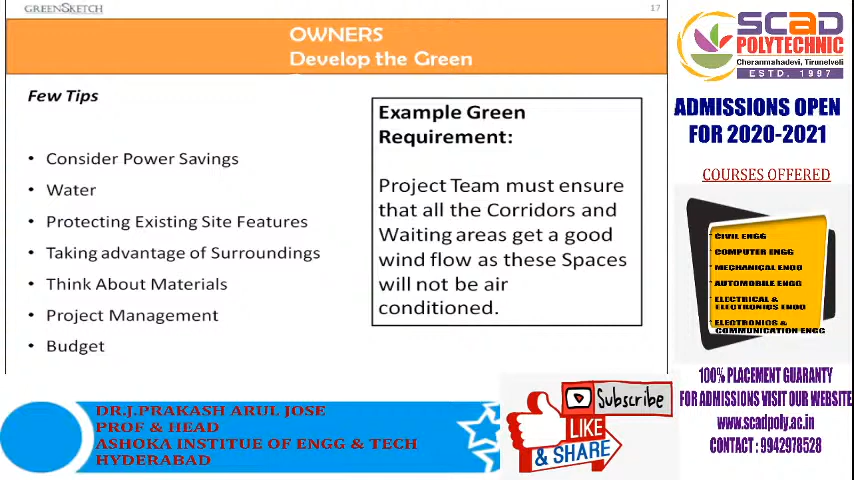 GREENSKETCH
17
OWNERS
Develop the Green
Few Tips
• Consider Power Savings
• Water
• Protecting Existing Site Features
• Taking advantage of Surroundings
• Think About Materials
• Project Management
• Budget
Example Green
Requirement:
Project Team must ensure
that all the Corridors and
Waiting areas get a good
wind flow as these Spaces
will not be air
conditioned.
SCAD
POLYTECHNIC
Cheranmahadevi, Tirunelveli
ESTD. 1997
ADMISSIONS OPEN
FOR 2020-2021
COURSES OFFERED
CIVIL ENGG
COMPUTER ENGG
MECHANICAL ENGG
AUTOMOBILE ENGG
ELECTRICAL &
ELECTRONICS ENGG
ELECTRONICS &
COMMUNICATION ENGG
100% PLACEMENT GUARANTY
FOR ADMISSIONS VISIT OUR WEBSITE
www.scadpoly.ac.in
CONTACT : 9942978528
DR.J.PRAKASH ARUL JOSE
PROF & HEAD
ASHOKA INSTITUE OF ENGG & TECH
HYDERABAD
Subscribe
LIKE
& SHARE